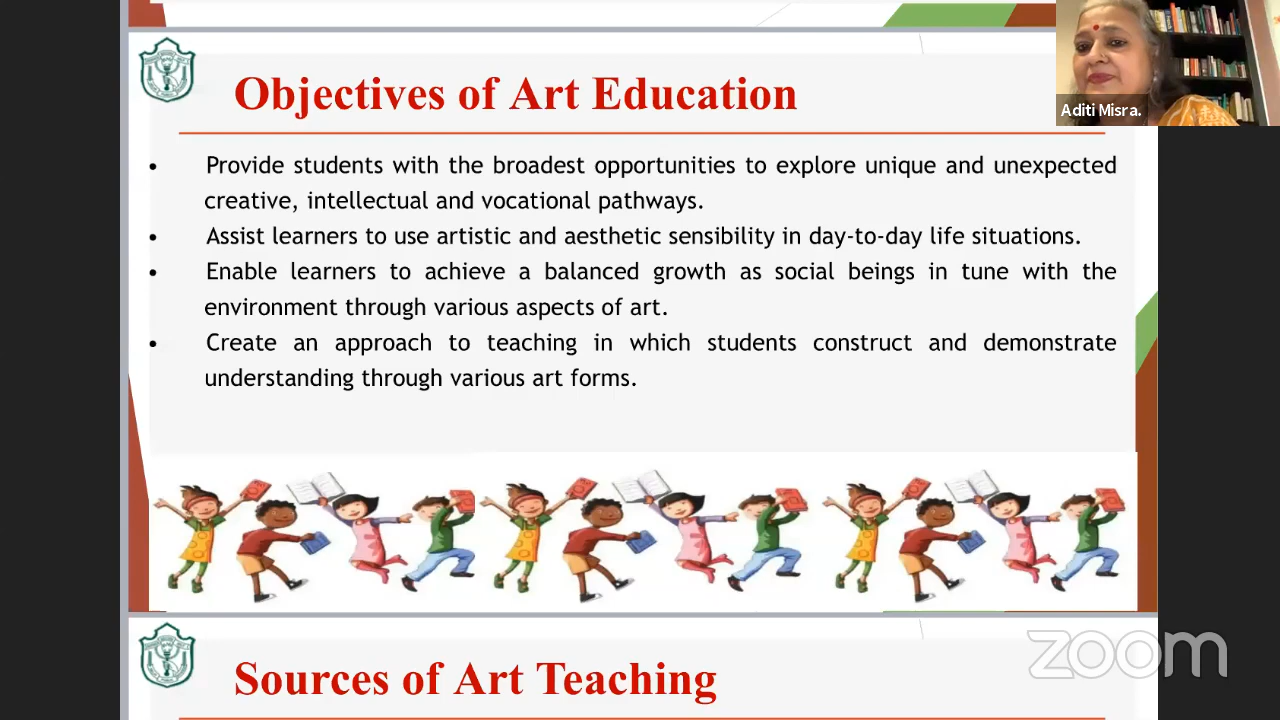 Objectives of Art Education
Aditi Misra.
• Provide students with the broadest opportunities to explore unique and unexpected
creative, intellectual and vocational pathways.
• Assist learners to use artistic and aesthetic sensibility in day-to-day life situations.
• Enable learners to achieve a balanced growth as social beings in tune with the
environment through various aspects of art.
• Create an approach to teaching in which students construct and demonstrate
understanding through various art forms.
zoom
Sources of Art Teaching